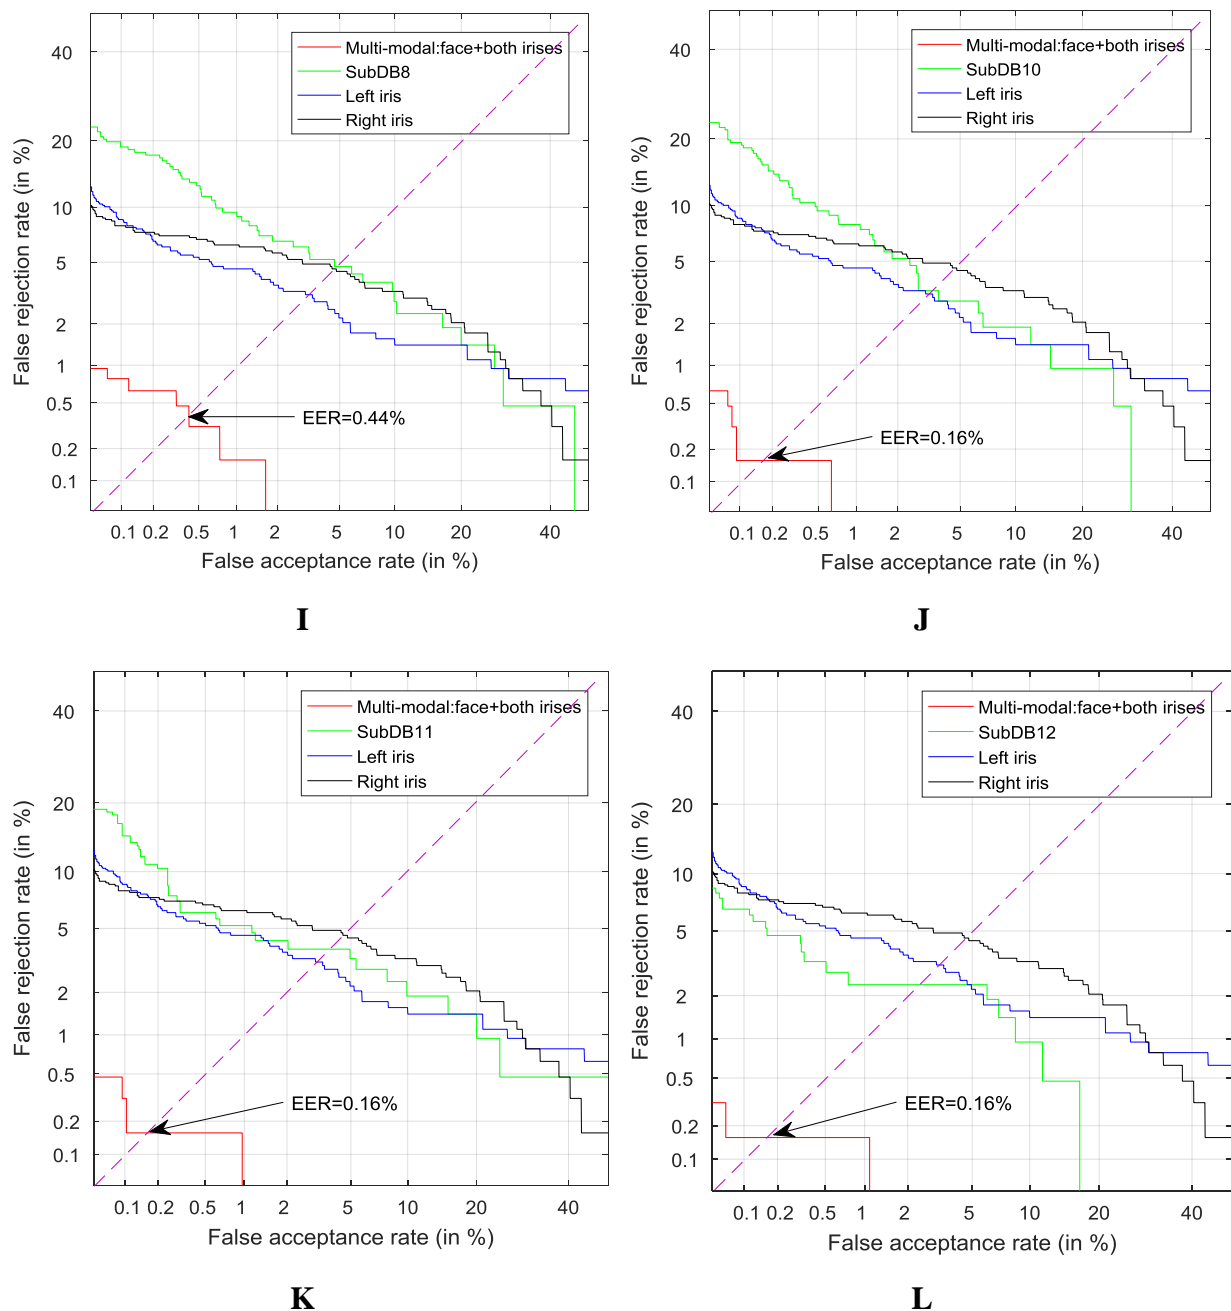 Multi-modal:face+both irises
SubDB8
Left iris
Right iris
EER=0.44%
False rejection rate (in %)
40
20
10
5
2
1
0.5
0.2
0.1
0.1 0.2 0.5 1 2 5 10 20 40
False acceptance rate (in %)
I
Multi-modal:face+both irises
SubDB10
Left iris
Right iris
EER=0.16%
False rejection rate (in %)
40
20
10
5
2
1
0.5
0.2
0.1
0.1 0.2 0.5 1 2 5 10 20 40
False acceptance rate (in %)
J
Multi-modal:face+both irises
SubDB11
Left iris
Right iris
EER=0.16%
False rejection rate (in %)
40
20
10
5
2
1
0.5
0.2
0.1
0.1 0.2 0.5 1 2 5 10 20 40
False acceptance rate (in %)
K
Multi-modal:face+both irises
SubDB12
Left iris
Right iris
EER=0.16%
False rejection rate (in %)
40
20
10
5
2
1
0.5
0.2
0.1
0.1 0.2 0.5 1 2 5 10 20 40
False acceptance rate (in %)
L